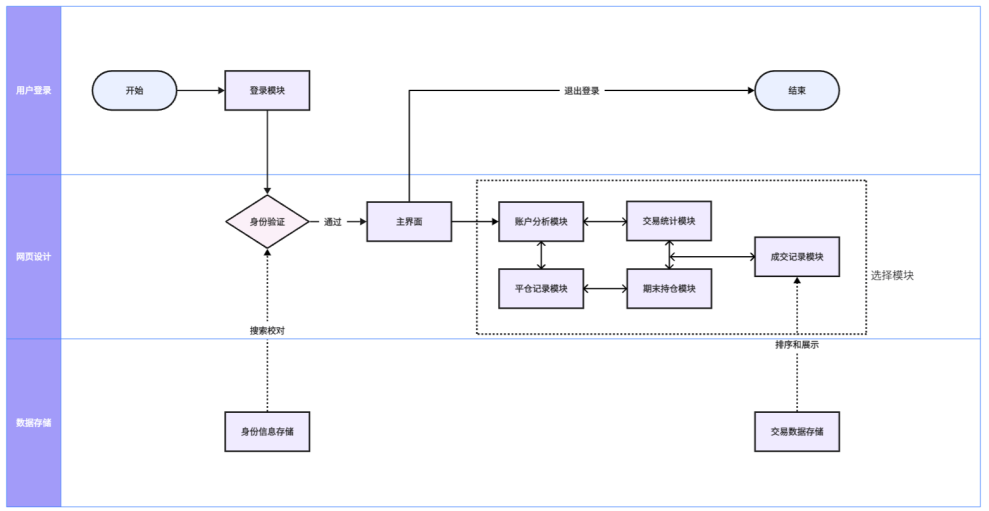 用户登录
开始
登录模块
退出登录
结束
网页设计
身份验证
通过
主界面
账户分析模块
交易统计模块
成交记录模块
平仓记录模块
期末持仓模块
选择模块
搜索校对
排序和展示
数据存储
身份信息存储
交易数据存储